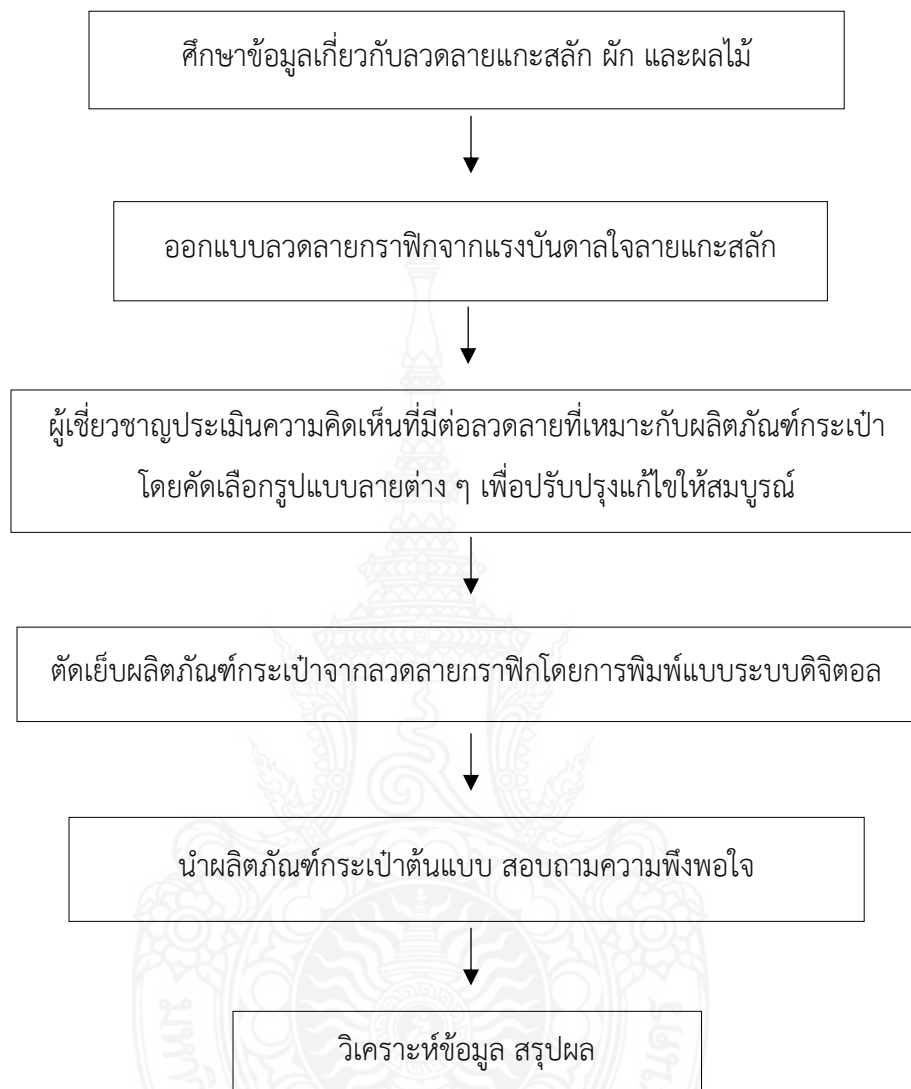 ศึกษาข้อมูลเกี่ยวกับลวดลายแกะสลัก ผัก และผลไม้
ออกแบบลวดลายกราฟิกจากแรงบันดาลใจลายแกะสลัก
ผู้เชี่ยวชาญประเมินความคิดเห็นที่มีต่อลวดลายที่เหมาะกับผลิตภัณฑ์กระเป๋า
โดยคัดเลือกรูปแบบลายต่าง ๆ เพื่อปรับปรุงแก้ไขให้สมบูรณ์
ตัดเย็บผลิตภัณฑ์กระเป๋าจากลวดลายกราฟิกโดยการพิมพ์แบบระบบดิจิตอล
นำผลิตภัณฑ์กระเป๋าต้นแบบ สอบถามความพึงพอใจ
วิเคราะห์ข้อมูล สรุปผล